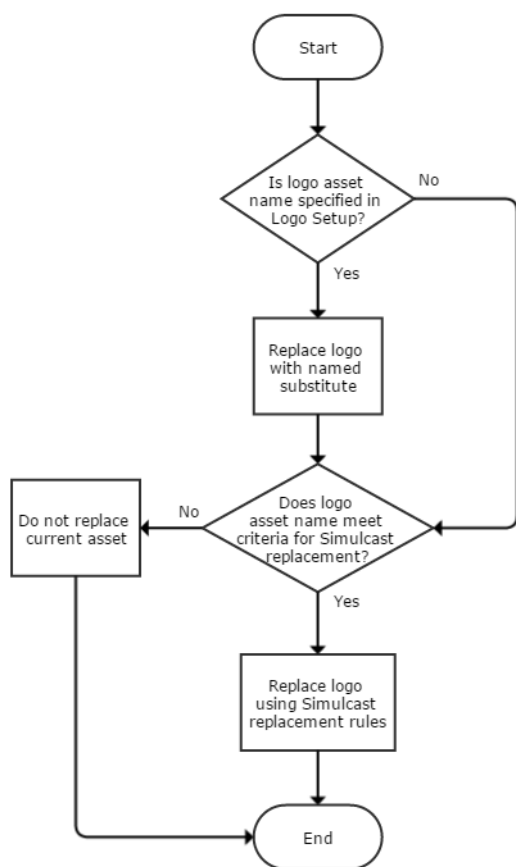 Start
Is logo asset
name specified in
Logo Setup?
No
Yes
Replace logo
with named
substitute
Does logo
asset name meet
criteria for Simulcast
replacement?
No
Do not replace
current asset
Yes
Replace logo
using Simulcast
replacement rules
End